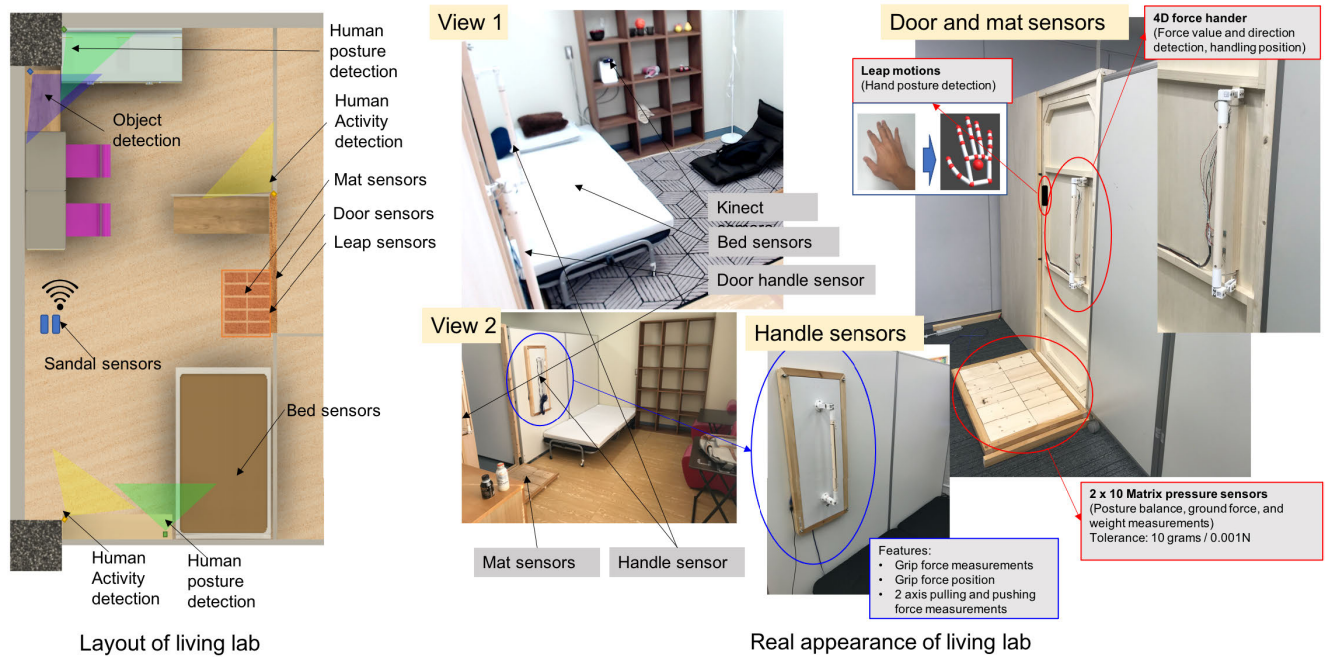 Human
posture
detection
Object
detection
Human
Activity
detection
Mat sensors
Door sensors
Leap sensors
Sandal sensors
Bed sensors
Human
Activity
detection
Human
posture
detection
Layout of living lab
View 1
Kinect
Bed sensors
Door handle sensor
View 2
Mat sensors
Handle sensor
Handle sensors
Features:
• Grip force measurements
• Grip force position
• 2 axis pulling and pushing
force measurements
Door and mat sensors
Leap motions
(Hand posture detection)
4D force hander
(Force value and direction
detection, handling position)
2 x 10 Matrix pressure sensors
(Posture balance, ground force, and
weight measurements)
Tolerance: 10 grams / 0.001N
Real appearance of living lab